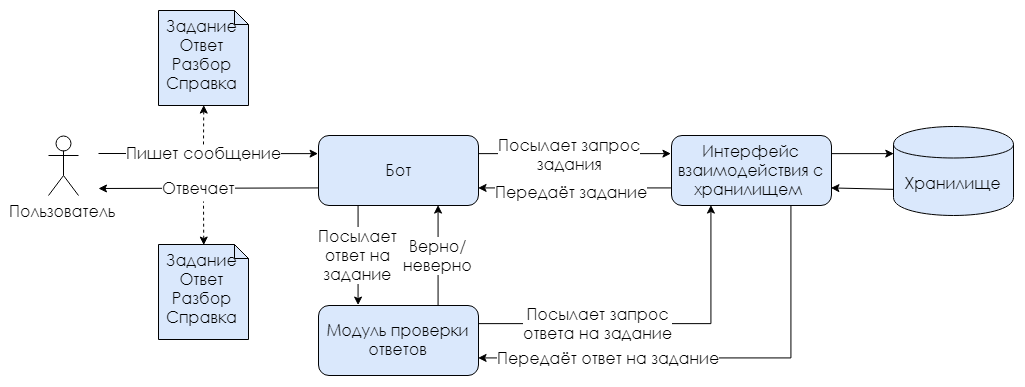 Задание
Ответ
Разбор
Справка
Пишет сообщение
Отвечает
Пользователь
Задание
Ответ
Разбор
Справка
Бот
Посылает запрос
задания
Передаёт задание
Интерфейс
взаимодействия с
хранилищем
Хранилище
Посылает
ответ на
задание
Верно/
неверно
Модуль проверки
ответов
Посылает запрос
ответа на задание
Передаёт ответ на задание